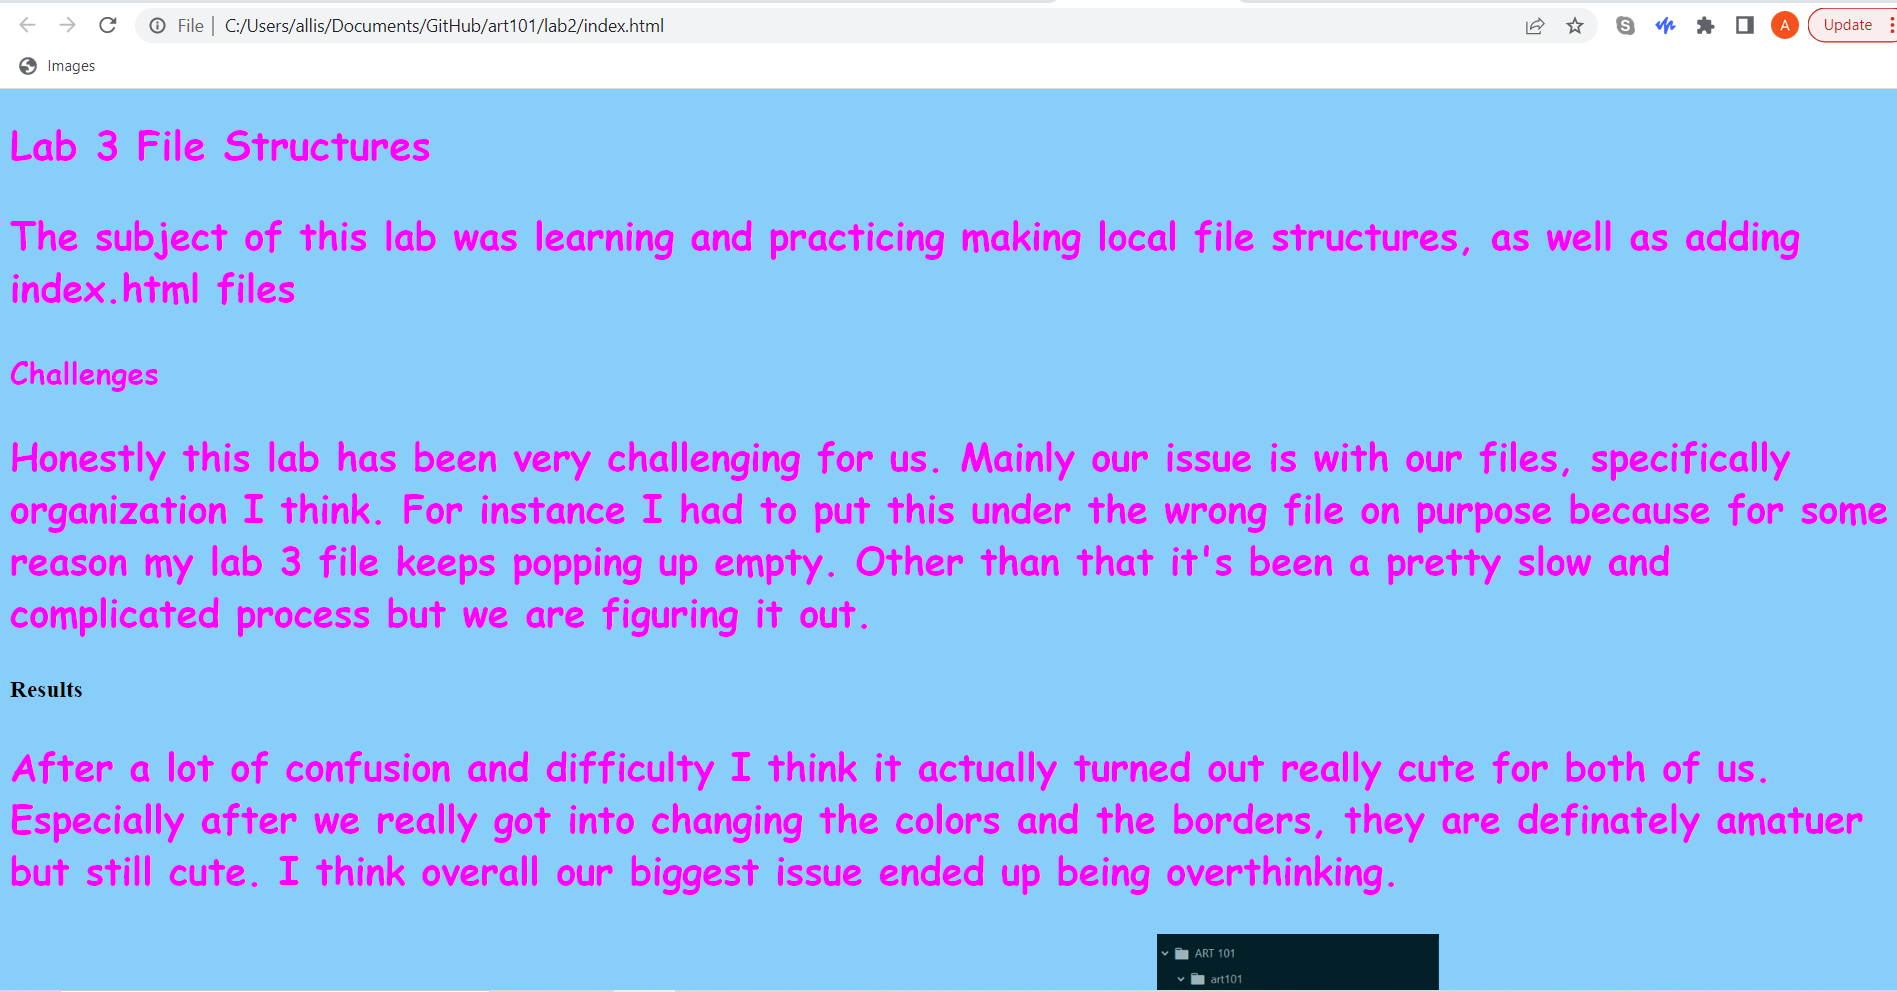 File | C:/Users/allis/Documents/GitHub/art101/lab2/index.html
A
Update
Images
Lab 3 File Structures
The subject of this lab was learning and practicing making local file structures, as well as adding
index.html files
Challenges
Honestly this lab has been very challenging for us. Mainly our issue is with our files, specifically
organization I think. For instance I had to put this under the wrong file on purpose because for some
reason my lab 3 file keeps popping up empty. Other than that it's been a pretty slow and
complicated process but we are figuring it out.
Results
After a lot of confusion and difficulty I think it actually turned out really cute for both of us.
Especially after we really got into changing the colors and the borders, they are definately amatuer
but still cute. I think overall our biggest issue ended up being overthinking.
ART 101
art101